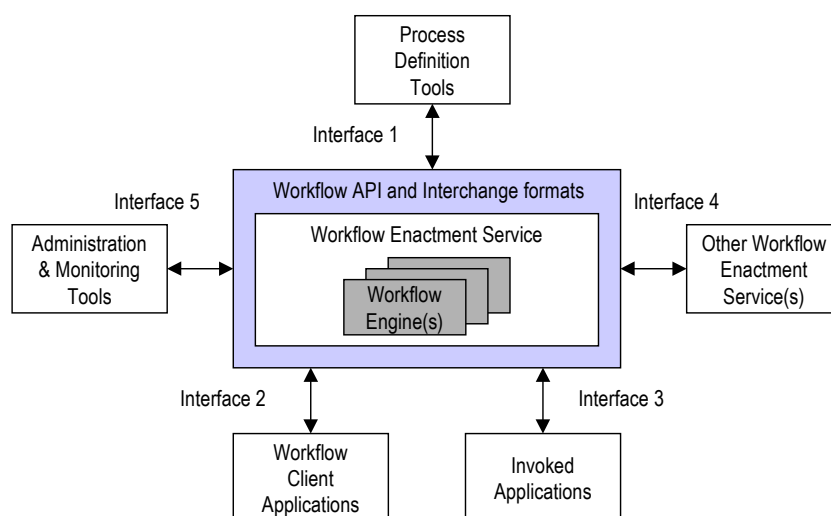 Process
Definition
Tools
Interface 1
Workflow API and Interchange formats
Interface 5
Interface 4
Workflow Enactment Service
Administration
& Monitoring
Tools
Other Workflow
Enactment
Service(s)
Workflow
Engine(s)
Interface 2
Interface 3
Workflow
Client
Applications
Invoked
Applications